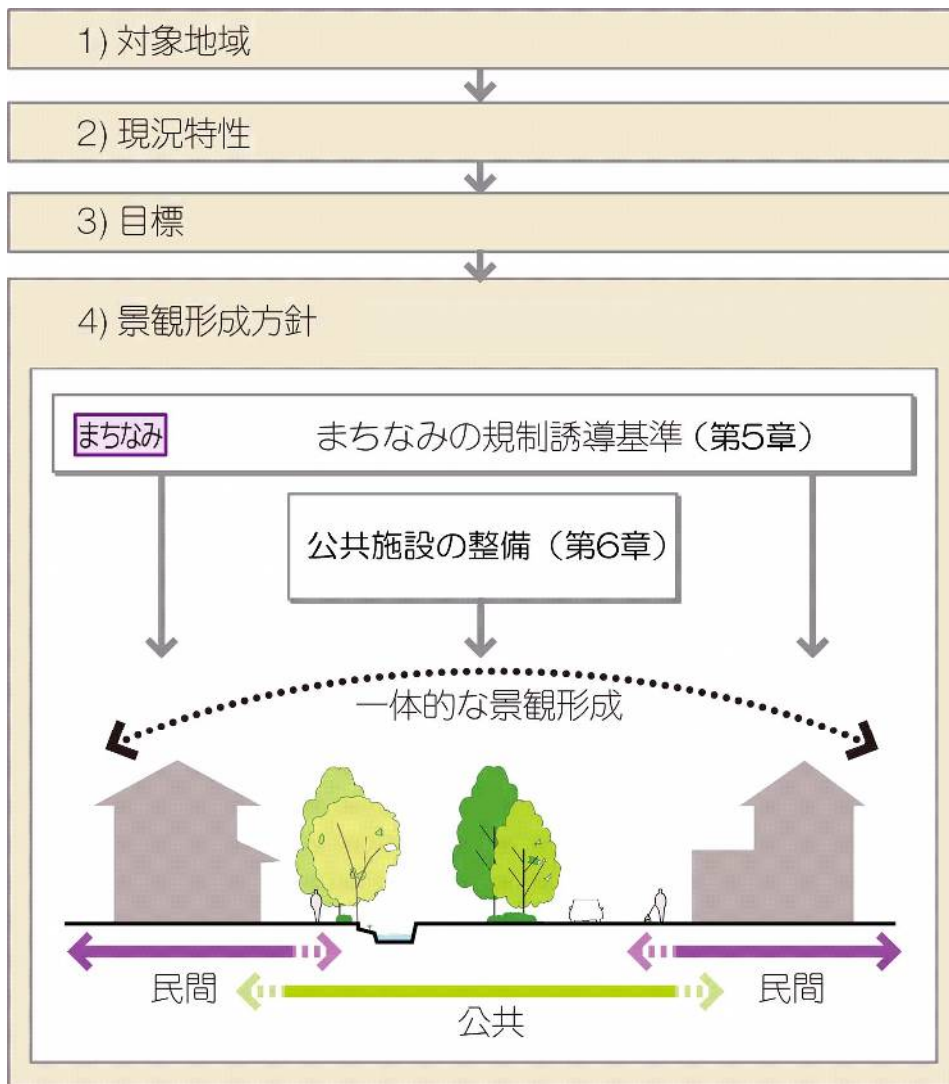 1) 対象地域
2) 現況特性
3) 目標
4) 景観形成方針
まちなみ まちなみの規制誘導基準（第5章）
公共施設の整備（第6章）
一体的な景観形成
民間 民間
公共